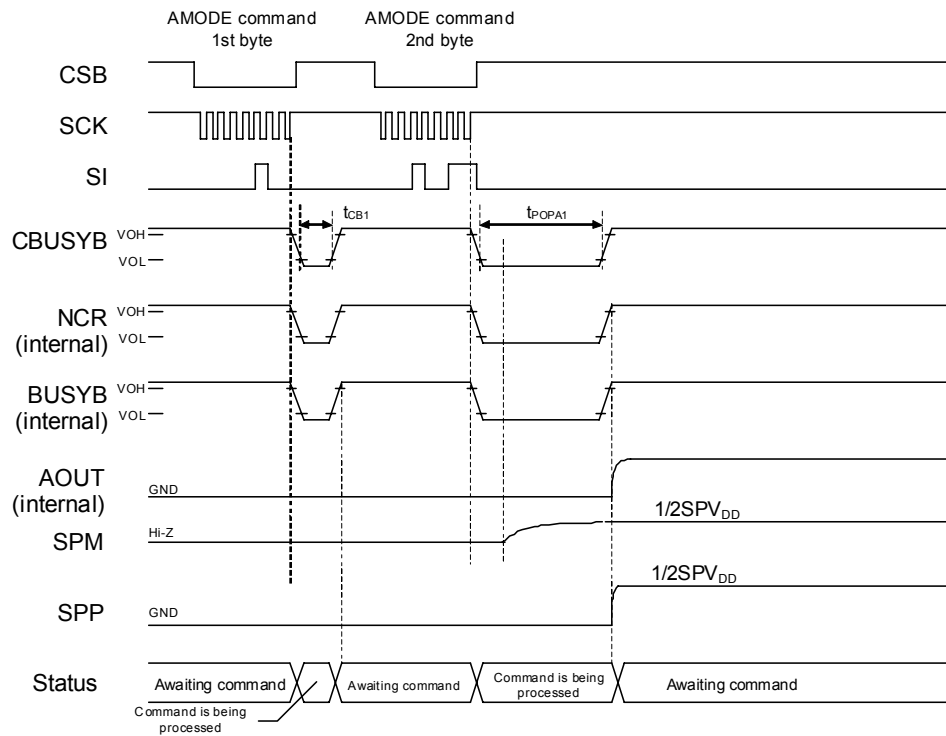 AMODE command
1st byte
AMODE command
2nd byte
CSB
SCK
SI
tCB1
tPOPA1
CBUSYB
VOH
VOL
NCR
(internal)
VOH
VOL
BUSYB
(internal)
VOH
VOL
AOUT
(internal)
GND
1/2SPVDD
SPM
Hi-Z
1/2SPVDD
SPP
GND
Status
Awaiting command
Awaiting command
Command is being
processed
Awaiting command
Command is being
processed